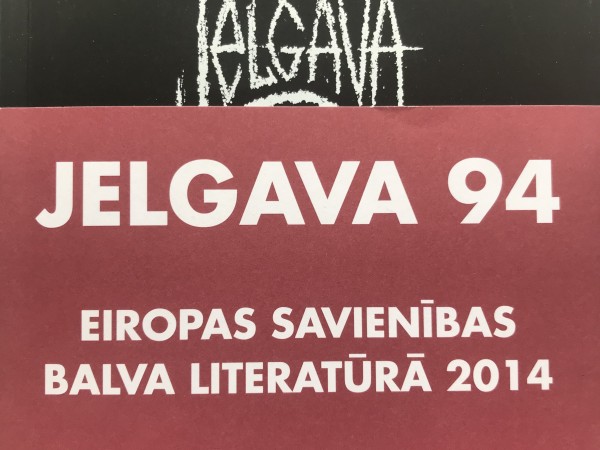 JELGAVA
JELGAVA 94
EIROPAS SAVIENĪBAS
BALVA LITERATŪRĀ 2014